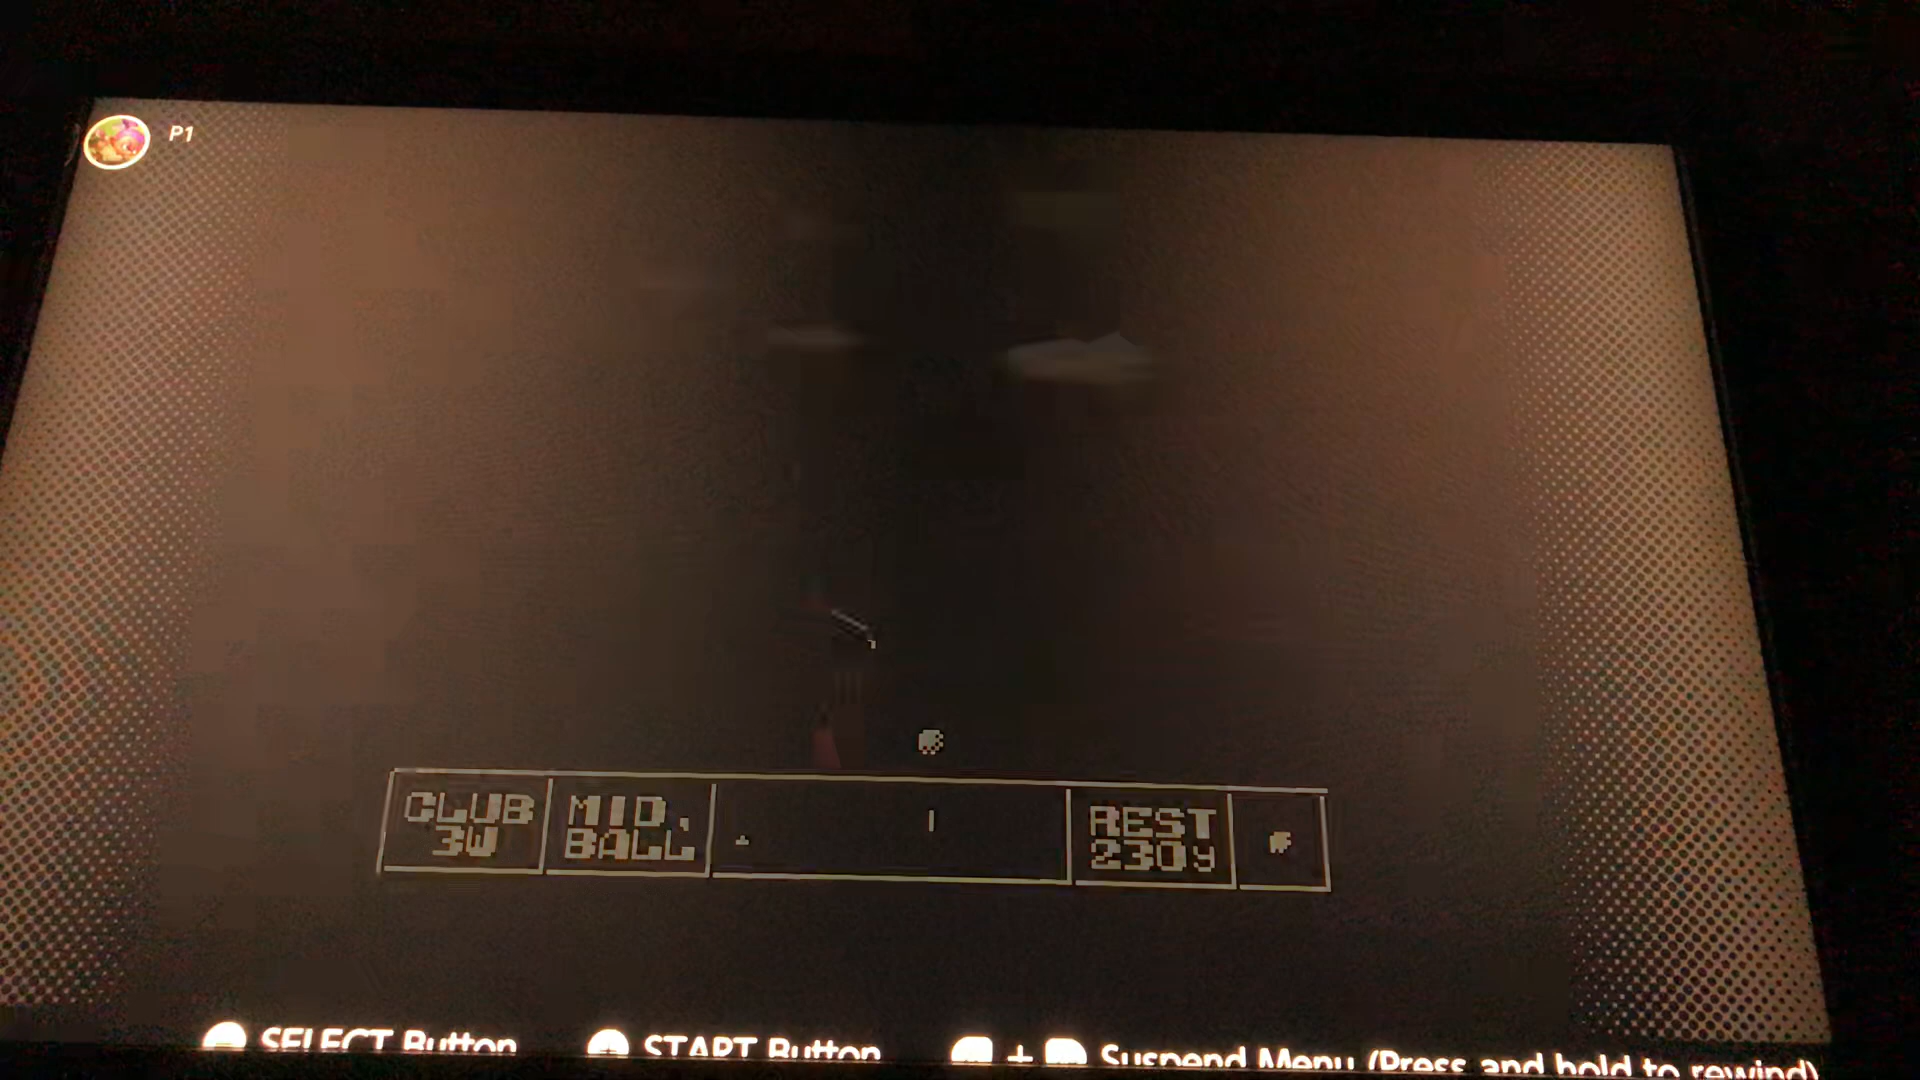 P1
CLUB
3W
MID.
BALL
REST
230y
SELECT Button
START Button
+ Suspend Menu (Press and hold to rewind)